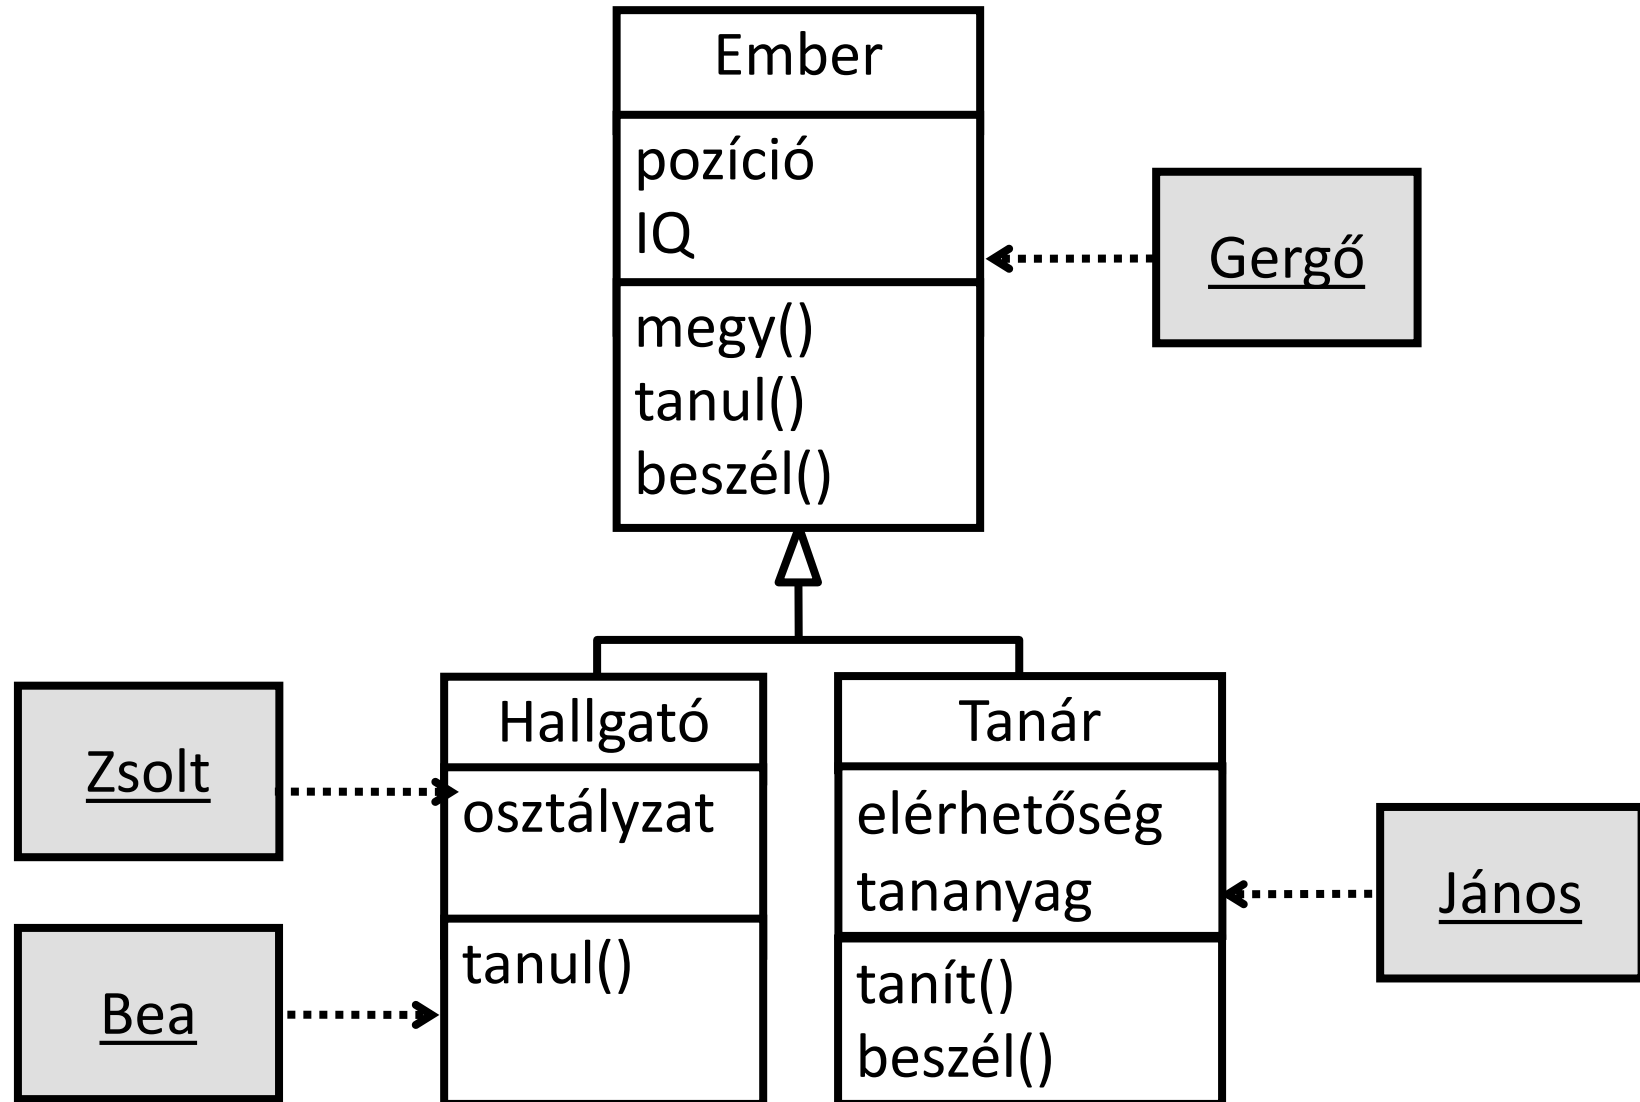 Ember
pozíció
IQ
megy()
tanul()
beszél()
Gergő
Zsolt
Bea
Hallgató
osztályzat
tanul()
Tanár
elérhetőség
tananyag
tanít()
beszél()
János